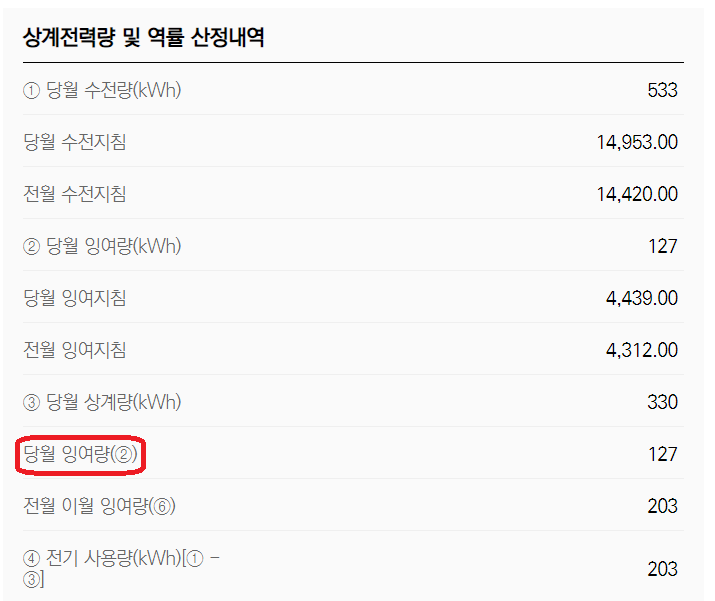 상계전력량 및 역률 산정내역
① 당월 수전량(kWh) 533
당월 수전지침 14,953.00
전월 수전지침 14,420.00
② 당월 잉여량(kWh) 127
당월 잉여지침 4,439.00
전월 잉여지침 4,312.00
③ 당월 상계량(kWh) 330
당월 잉여량(②) 127
전월 이월 잉여량(⑥) 203
④ 전기 사용량(kWh)[① -
③] 203